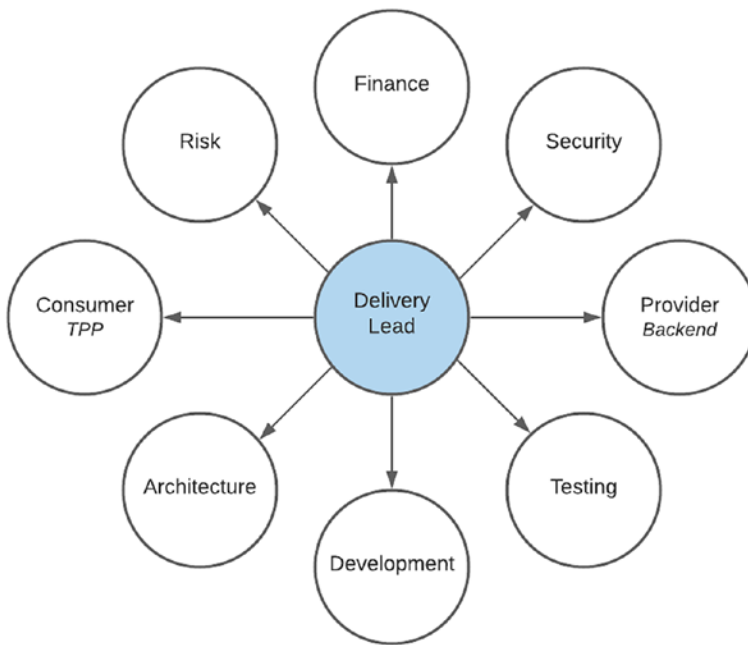 Finance
Risk
Security
Consumer
TPP
Delivery
Lead
Provider
Backend
Architecture
Testing
Development